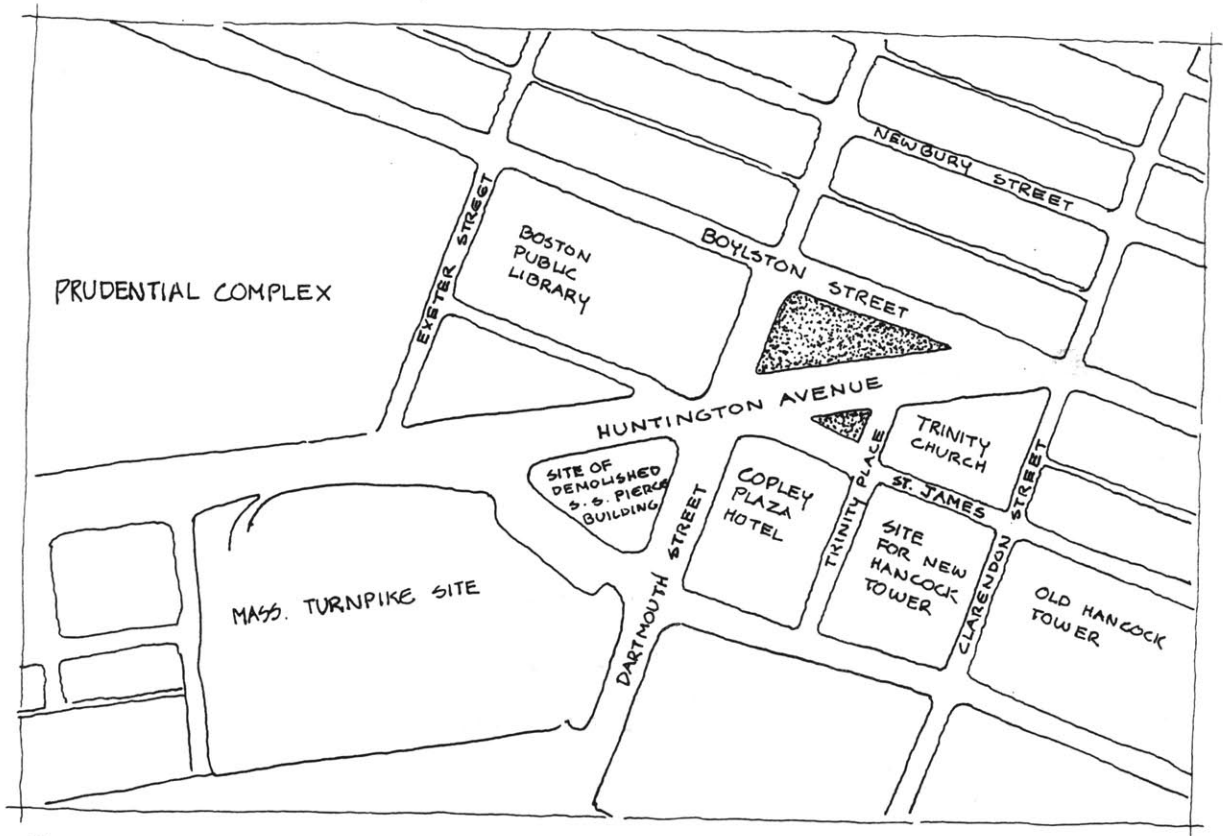 NEWBURY STREET
BOYLSTON STREET
EXETER STREET
BOSTON
PUBLIC
LIBRARY
PRUDENTIAL COMPLEX
HUNTINGTON AVENUE
TRINITY PLACE
TRINITY
CHURCH
ST. JAMES
CLARENDON STREET
SITE OF
DEMOLISHED
S. S. PIERCE
BUILDING
DARTMOUTH STREET
COPLEY
PLAZA
HOTEL
SITE
FOR NEW
HANCOCK
TOWER
OLD HANCOCK
TOWER
MASS. TURNPIKE SITE